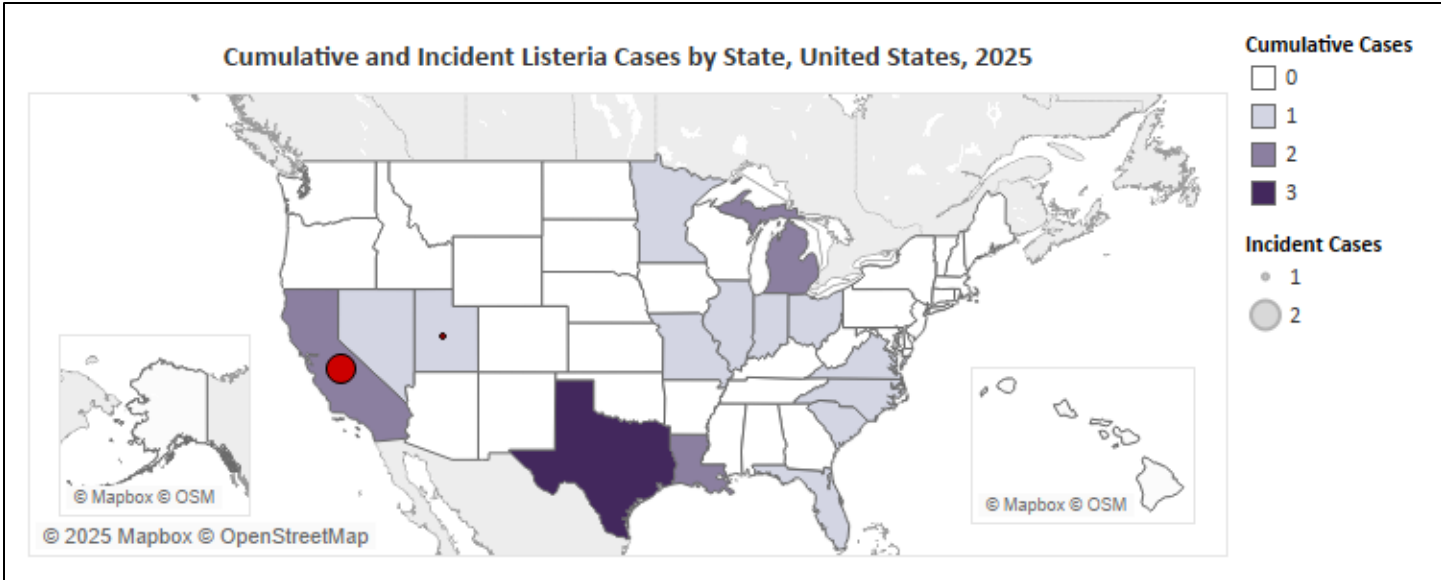 Cumulative and Incident Listeria Cases by State, United States, 2025
Cumulative Cases
0
1
2
3
Incident Cases
1
2
© Mapbox © OSM
© 2025 Mapbox © OpenStreetMap
© Mapbox © OSM